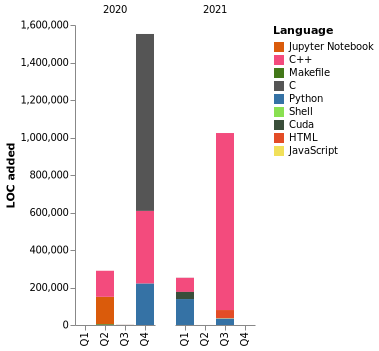 2020 2021
Language
Jupyter Notebook
C++
Makefile
C
Python
Shell
Cuda
HTML
JavaScript
LOC added
1,600,000
1,400,000
1,200,000
1,000,000
800,000
600,000
400,000
200,000
0
Q1 Q2 Q3 Q4 Q1 Q2 Q3 Q4